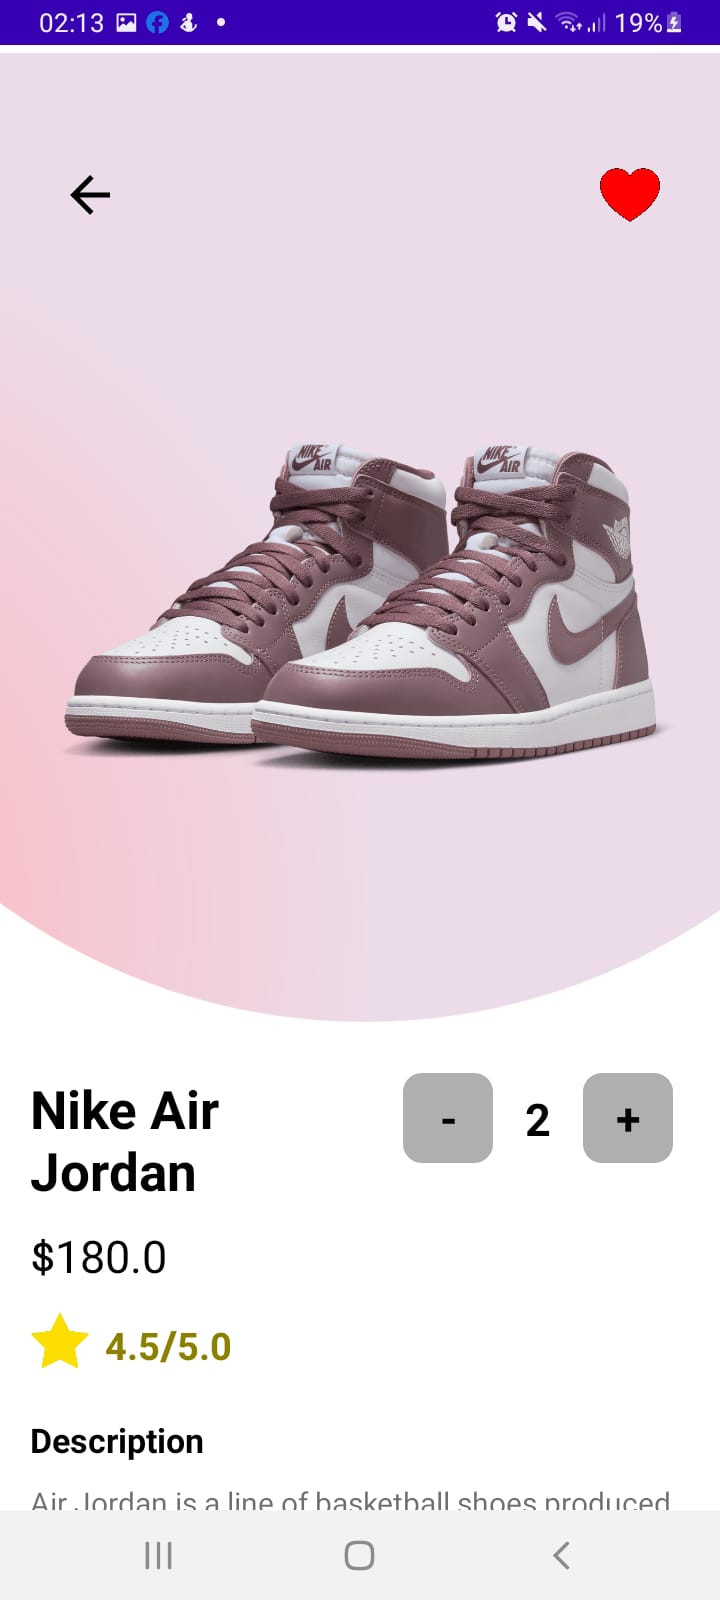 02:13
19%
NIKE
AIR
NIKE
AIR
Nike Air
Jordan
-
2
+
$180.0
4.5/5.0
Description
Air Jordan is a line of basketball shoes produced